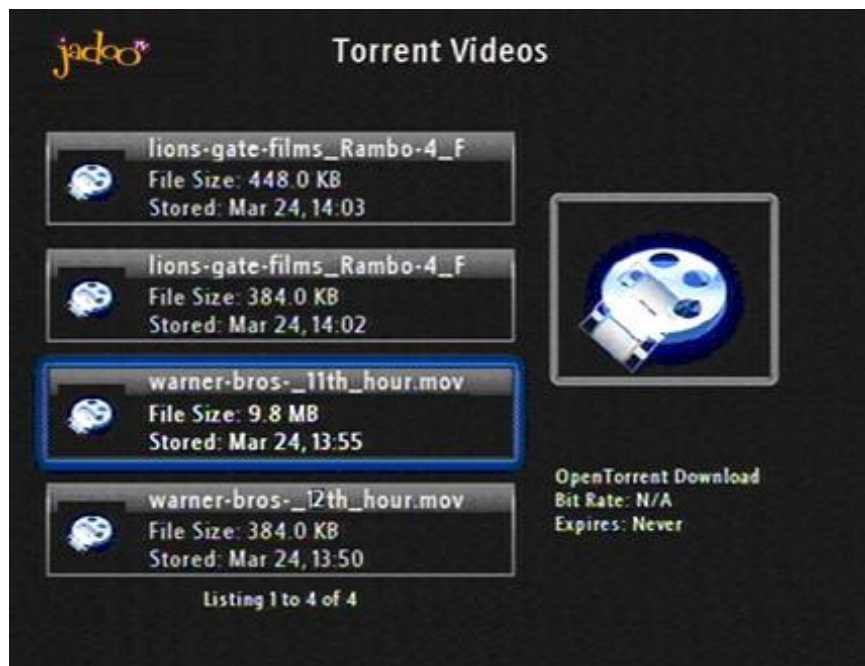 jadoo TV
Torrent Videos
lions-gate-films_Rambo-4_F
File Size: 448.0 KB
Stored: Mar 24, 14:03
lions-gate-films_Rambo-4_F
File Size: 384.0 KB
Stored: Mar 24, 14:02
warner-bros-_11th_hour.mov
File Size: 9.8 MB
Stored: Mar 24, 13:55
warner-bros-_12th_hour.mov
File Size: 384.0 KB
Stored: Mar 24, 13:50
Listing 1 to 4 of 4
OpenTorrent Download
Bit Rate: N/A
Expires: Never